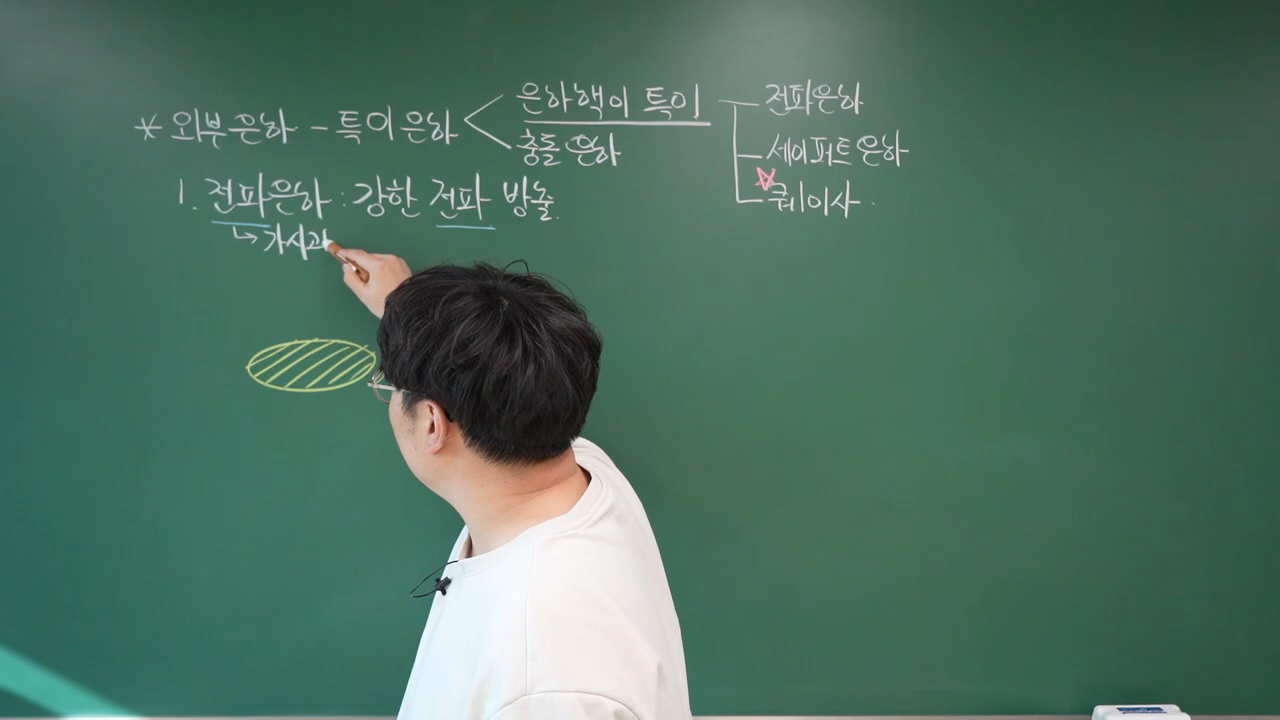 * 외부은하 - 특이은하 < 은하핵이 특이
충돌은하
전파은하
세이퍼트은하
☆ 퀘이사
1. 전파은하 : 강한 전파 방출.
↳ 가시과